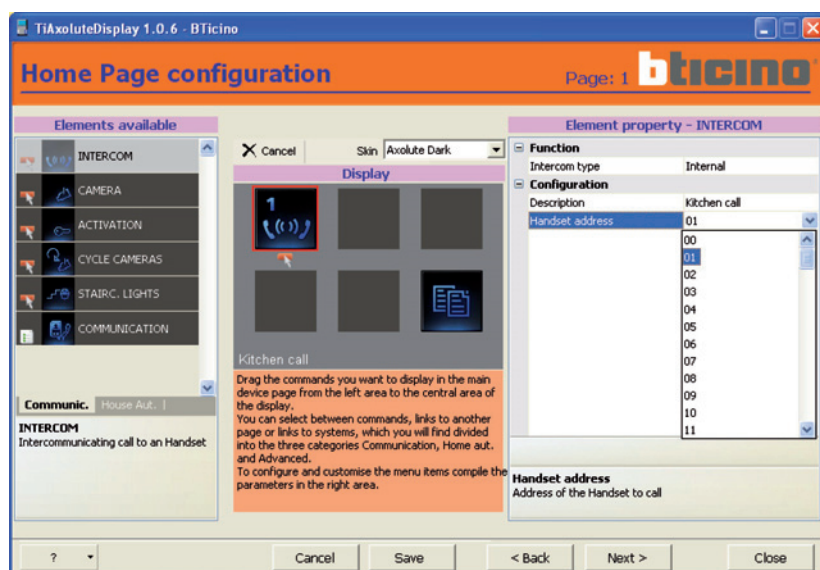 TiAxoluteDisplay 1.0.6 - BTicino
Home Page configuration
Page: 1
bticino
Elements available
INTERCOM
CAMERA
ACTIVATION
CYCLE CAMERAS
STAIRC. LIGHTS
COMMUNICATION
Communic.
House Aut.
INTERCOM
Intercommunicating call to an Handset
Cancel
Skin
Axolute Dark
Display
1
Kitchen call
Drag the commands you want to display in the main
device page from the left area to the central area of
the display.
You can select between commands, links to another
page or links to systems, which you will find divided
into the three categories Communication, Home aut.
and Advanced.
To configure and customise the menu items compile the
parameters in the right area.
Element property - INTERCOM
Function
Intercom type Internal
Configuration
Description Kitchen call
Handset address 01
00
01
02
03
04
05
06
07
08
09
10
11
Handset address
Address of the Handset to call
?
Cancel
Save
< Back
Next >
Close